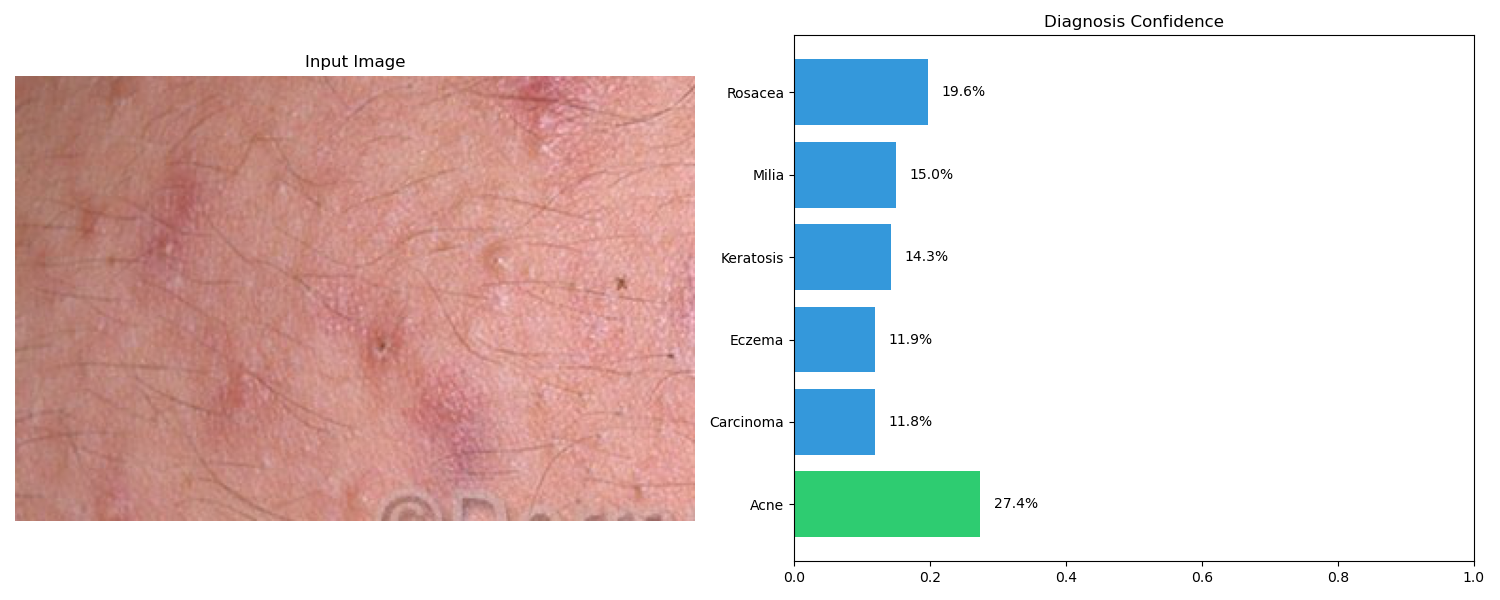 Input Image
Diagnosis Confidence
Rosacea 19.6%
Milia 15.0%
Keratosis 14.3%
Eczema 11.9%
Carcinoma 11.8%
Acne 27.4%
0.0 0.2 0.4 0.6 0.8 1.0